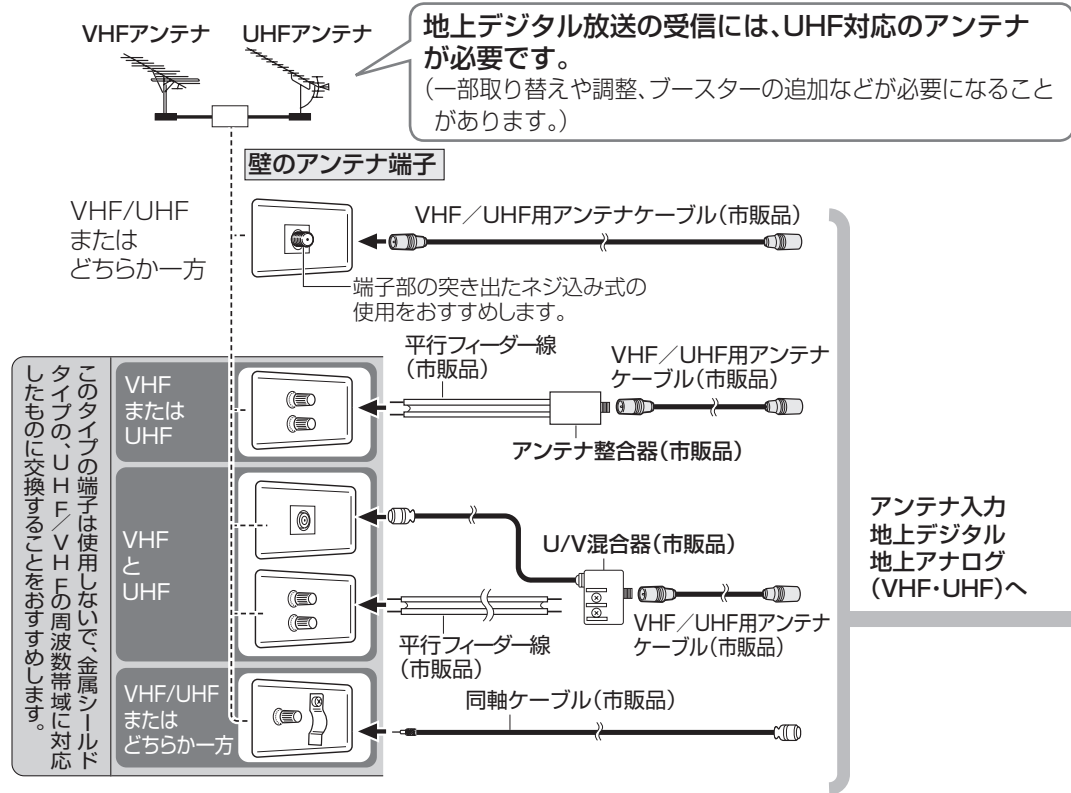 VHFアンテナ
UHFアンテナ
地上デジタル放送の受信には、UHF対応のアンテナ
が必要です。
(一部取り替えや調整、ブースターの追加などが必要になること
があります。)
壁のアンテナ端子
VHF/UHF
または
どちらか一方
VHF/UHF用アンテナケーブル(市販品)
端子部の突き出たネジ込み式の
使用をおすすめします。
このタイプの端子は使用しないで、金属シールド
タイプの、UHF/VHFの周波数帯域に対応
したものに交換することをおすすめします。
VHF
または
UHF
平行フィーダー線
(市販品)
VHF/UHF用アンテナ
ケーブル(市販品)
アンテナ整合器(市販品)
VHF
と
UHF
U/V混合器(市販品)
平行フィーダー線
(市販品)
VHF/UHF用アンテナ
ケーブル(市販品)
VHF/UHF
または
どちらか一方
同軸ケーブル(市販品)
アンテナ入力
地上デジタル
地上アナログ
(VHF・UHF)へ